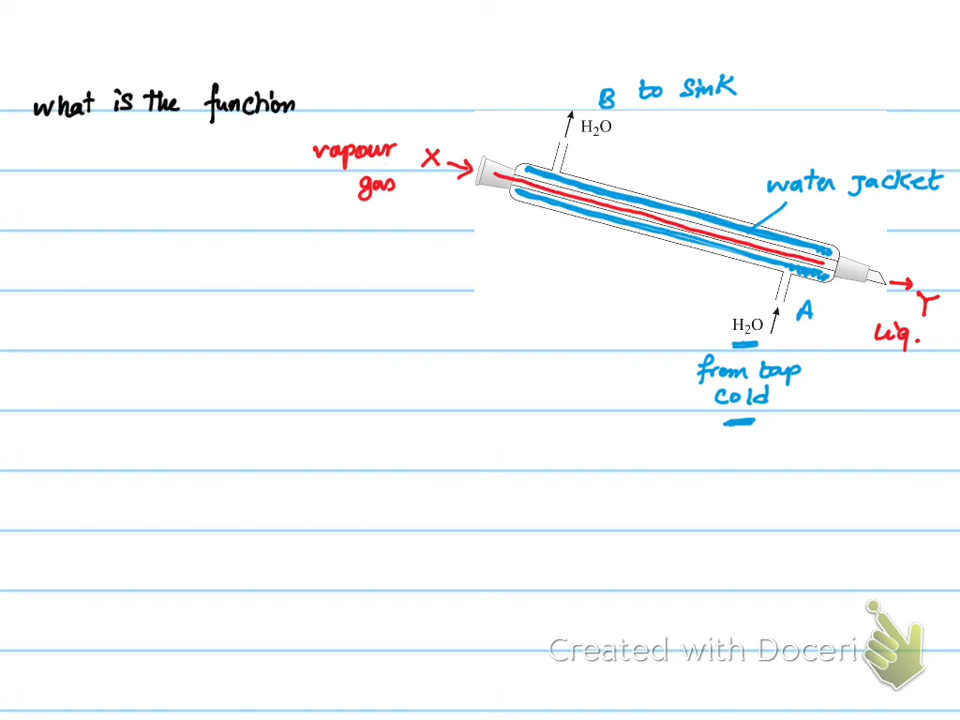 what is the function
B to sink
H₂O
vapour X
gas
water jacket
A
H₂O
Y
liq.
from tap
cold
Created with Doceri